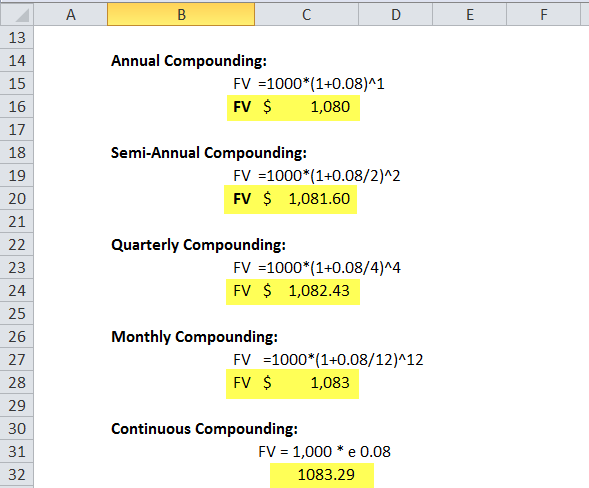 A B C D E F
13
14 Annual Compounding:
15 FV =1000*(1+0.08)^1
16 FV $ 1,080
17
18 Semi-Annual Compounding:
19 FV =1000*(1+0.08/2)^2
20 FV $ 1,081.60
21
22 Quarterly Compounding:
23 FV =1000*(1+0.08/4)^4
24 FV $ 1,082.43
25
26 Monthly Compounding:
27 FV =1000*(1+0.08/12)^12
28 FV $ 1,083
29
30 Continuous Compounding:
31 FV = 1,000 * e 0.08
32 1083.29